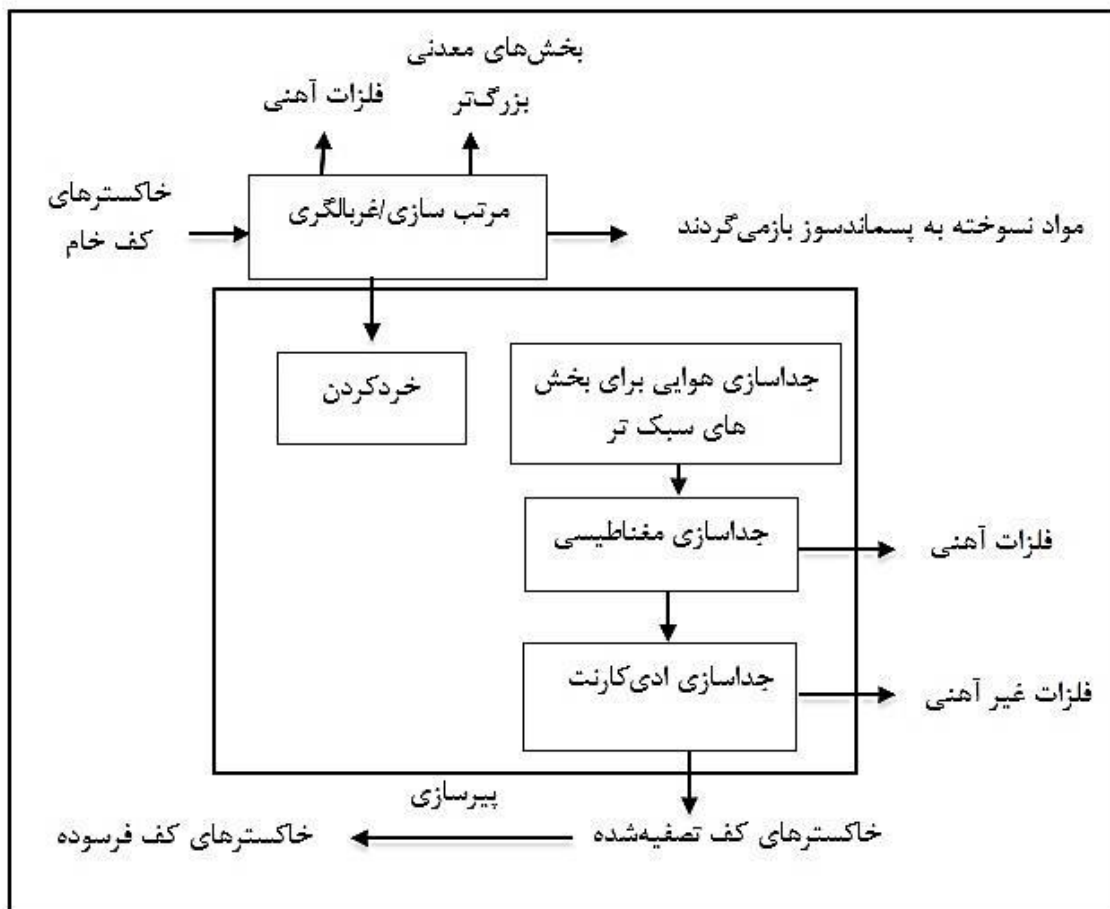 بخش‌های معدنی
بزرگ‌تر
فلزات آهنی
خاکسترهای
کف خام
مرتب سازی/غربالگری
مواد نسوخته به پسماندسوز بازمی‌گردند
خردکردن
جداسازی هوایی برای بخش
های سبک تر
جداسازی مغناطیسی
فلزات آهنی
جداسازی ادی‌کارنت
فلزات غیر آهنی
پیرسازی
خاکسترهای کف تصفیه‌شده
خاکسترهای کف فرسوده